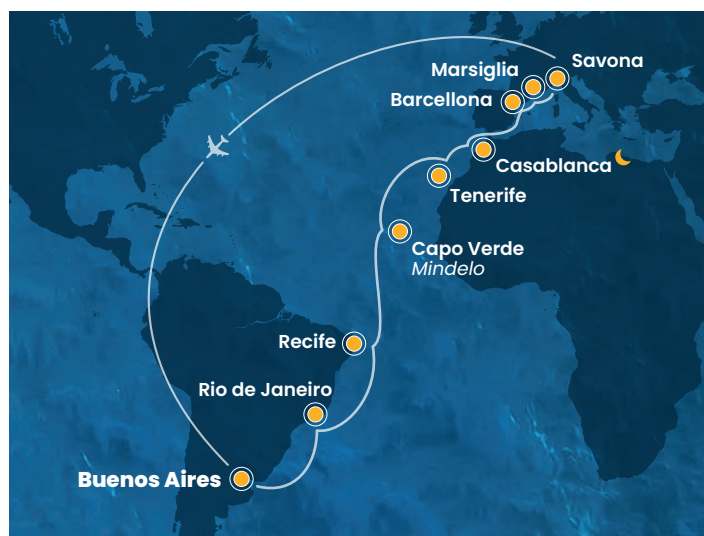 Savona
Marsiglia
Barcellona
Casablanca
Tenerife
Capo Verde
Mindelo
Recife
Rio de Janeiro
Buenos Aires